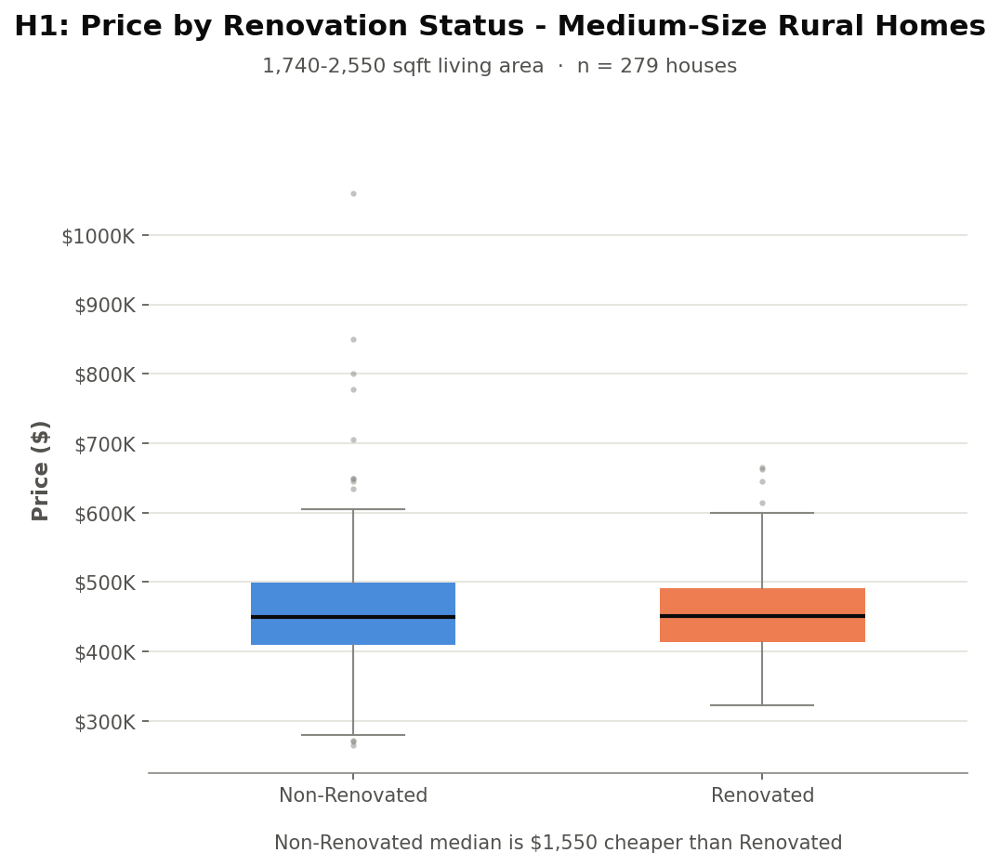 H1: Price by Renovation Status - Medium-Size Rural Homes
1,740-2,550 sqft living area · n = 279 houses
Price ($)
$1000K
$900K
$800K
$700K
$600K
$500K
$400K
$300K
Non-Renovated
Renovated
Non-Renovated median is $1,550 cheaper than Renovated